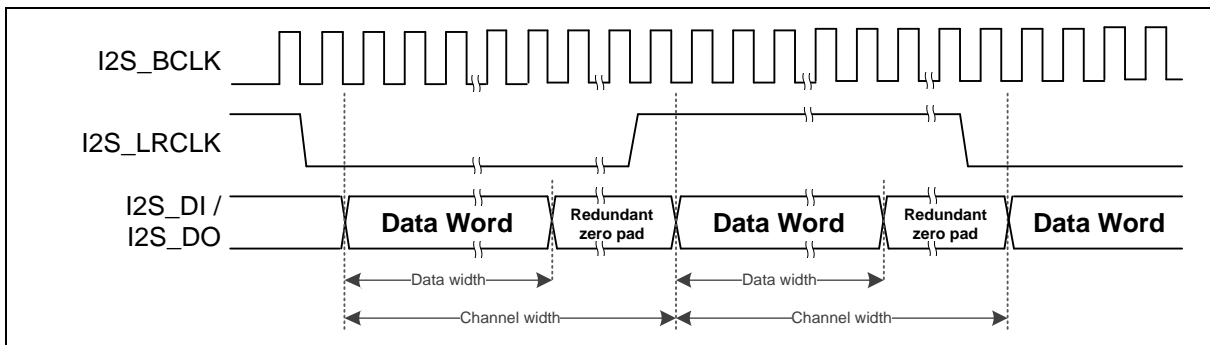 I2S_BCLK
I2S_LRCLK
I2S_DI /
I2S_DO
Data Word
Redundant
zero pad
Data Word
Redundant
zero pad
Data Word
Data width
Data width
Channel width
Channel width